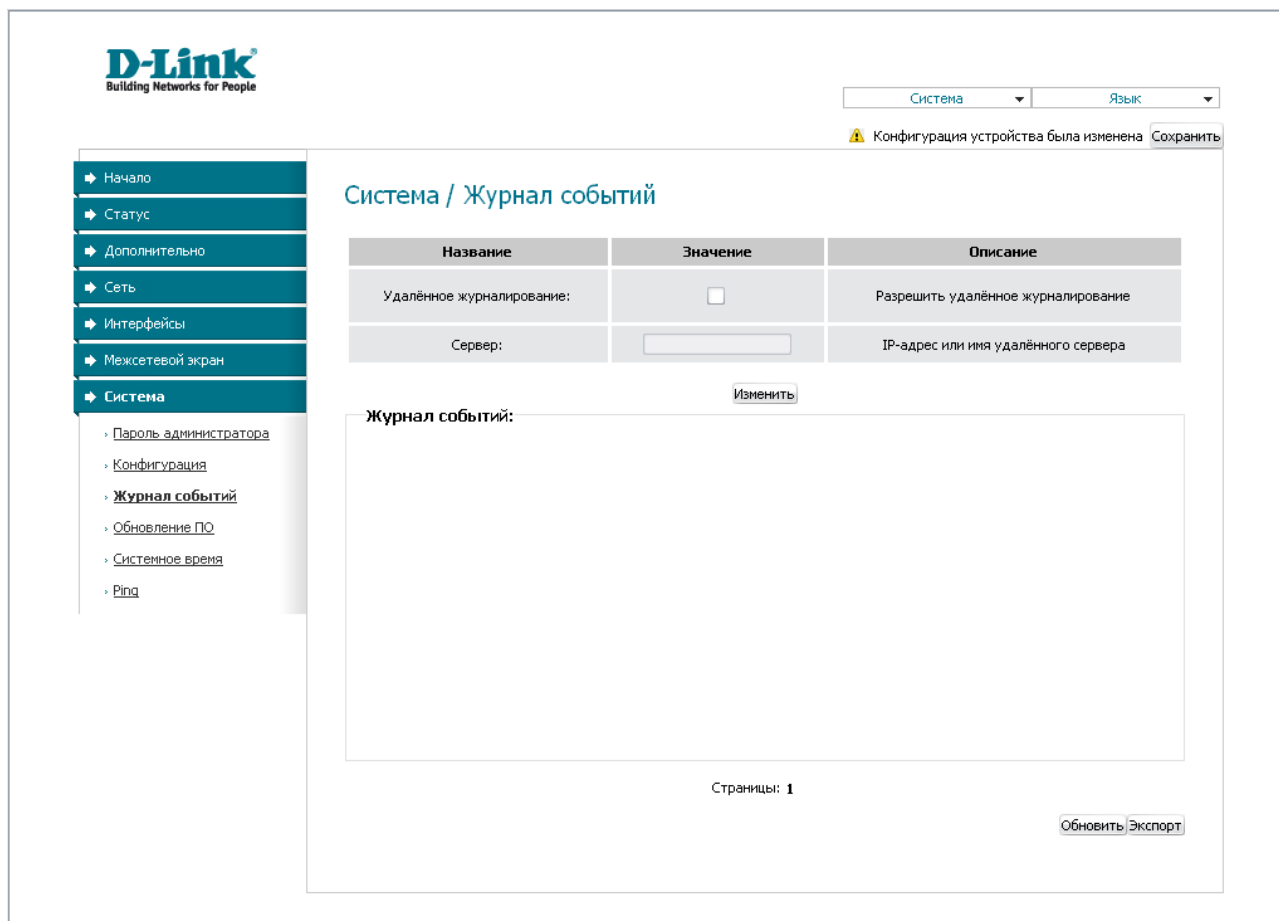 D-Link®
Building Networks for People
Система Язык
Конфигурация устройства была изменена Сохранить
Начало
Статус
Дополнительно
Сеть
Интерфейсы
Межсетевой экран
Система
Пароль администратора
Конфигурация
Журнал событий
Обновление ПО
Системное время
Ping
Система / Журнал событий
Название Значение Описание
Удалённое журналирование: Разрешить удалённое журналирование
Сервер: IP-адрес или имя удалённого сервера
Изменить
Журнал событий:
Страницы: 1
Обновить Экспорт